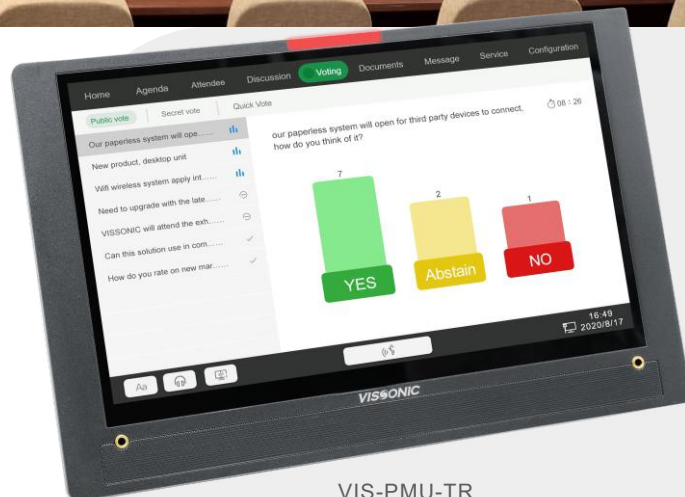 Home Agenda Attendee Discussion Voting Documents Message Service Configuration
Public vote Secret vote Quick Vote
Our paperless system will ope......
New product, desktop unit
Wifi wireless system apply int......
Need to upgrade with the late......
VISSONIC will attend the exh......
Can this solution use in com......
How do you rate on new mar......
our paperless system will open for third party devices to connect,
how do you think of it?
08 : 26
7
2
1
YES
Abstain
NO
16:49
2020/8/17
Aa
VISSONIC
VIS-PMU-TR